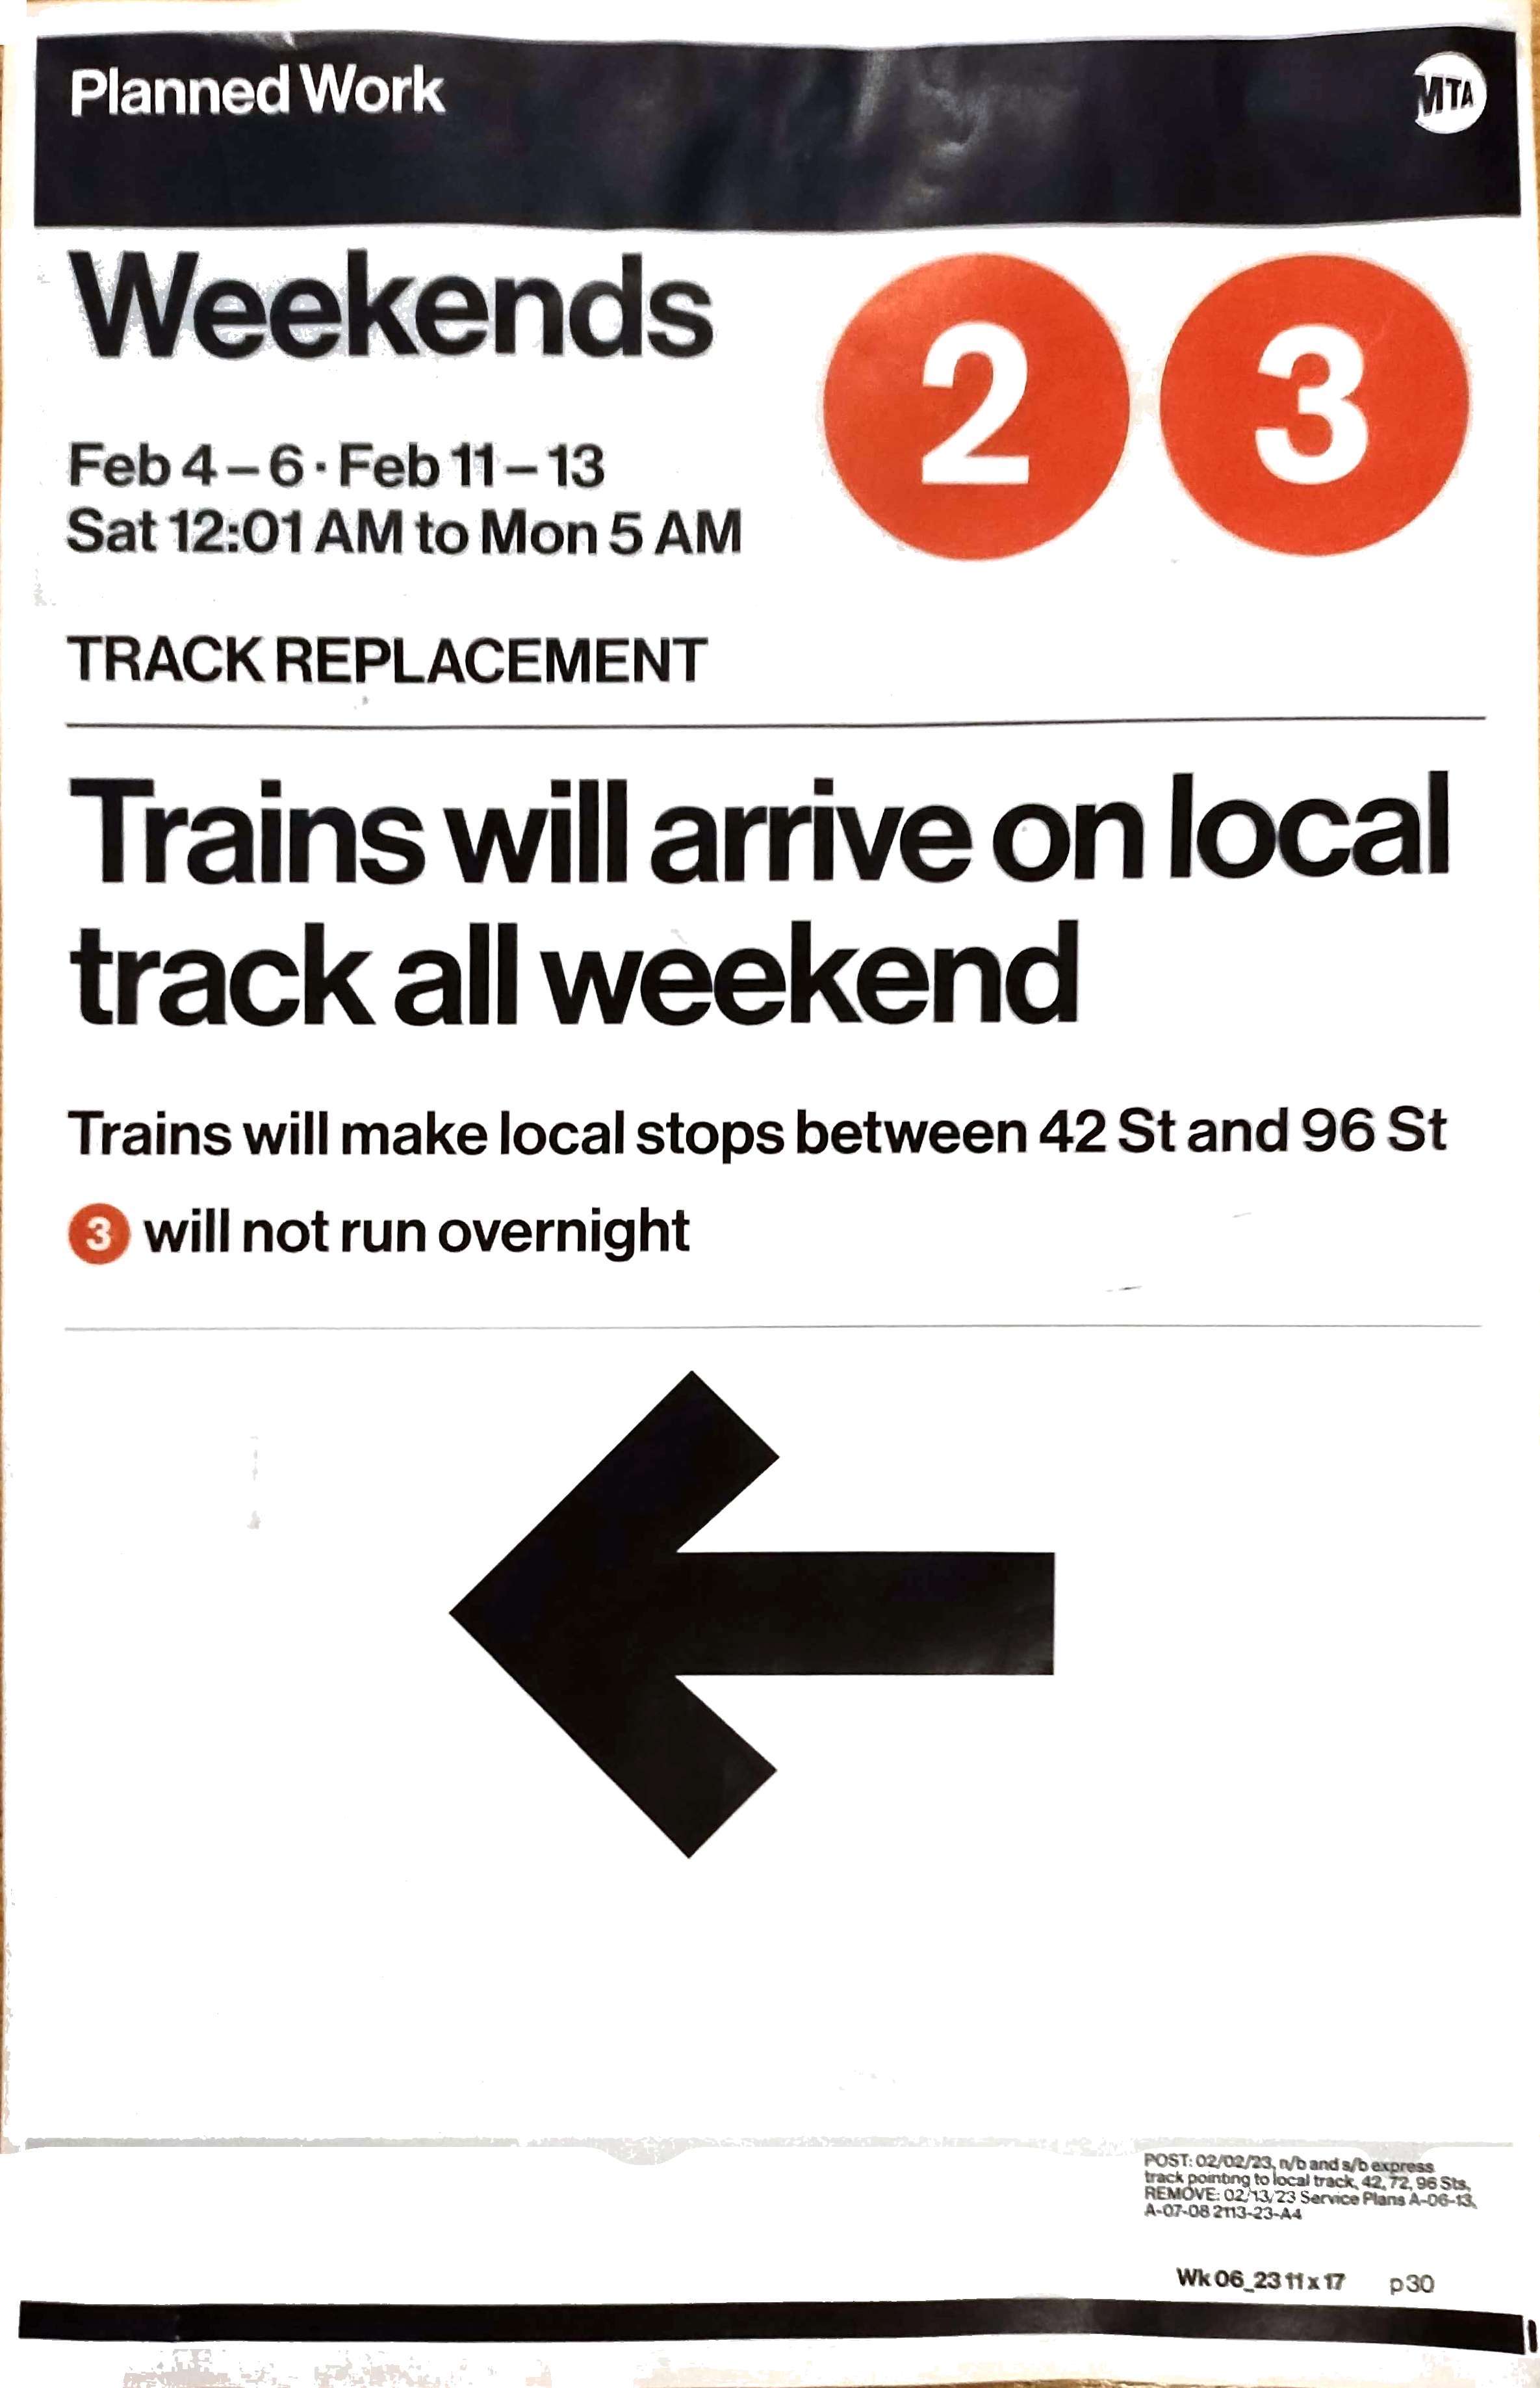 Planned Work
MTA
Weekends
2 3
Feb 4 – 6 · Feb 11 – 13
Sat 12:01 AM to Mon 5 AM
TRACK REPLACEMENT
Trains will arrive on local
track all weekend
Trains will make local stops between 42 St and 96 St
3 will not run overnight
POST: 02/02/23, n/b and s/b express
track pointing to local track, 42, 72, 96 Sts,
REMOVE: 02/13/23 Service Plans A-06-13,
A-07-08 2113-23-A4
Wk 06_23 11 x 17 p30